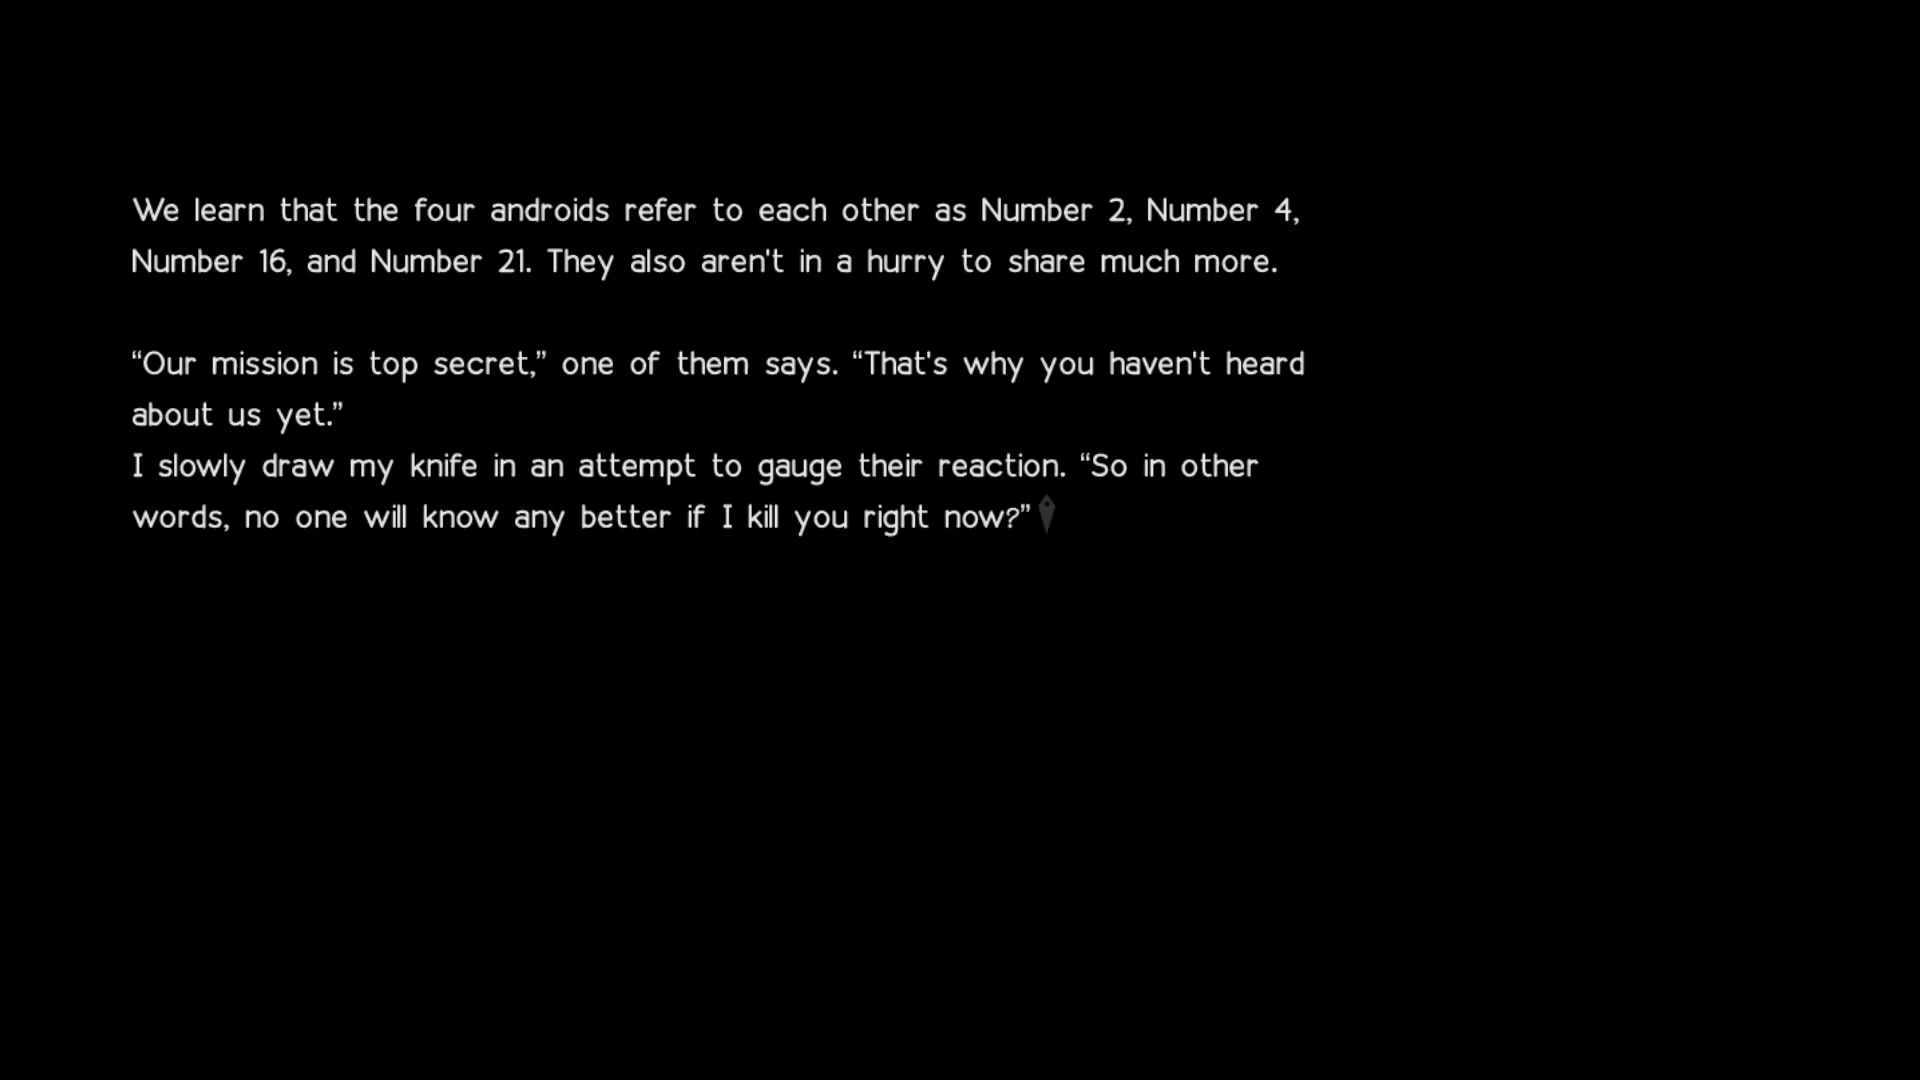 We learn that the four androids refer to each other as Number 2, Number 4,
Number 16, and Number 21. They also aren't in a hurry to share much more.
“Our mission is top secret,” one of them says. “That's why you haven't heard
about us yet.”
I slowly draw my knife in an attempt to gauge their reaction. “So in other
words, no one will know any better if I kill you right now?”